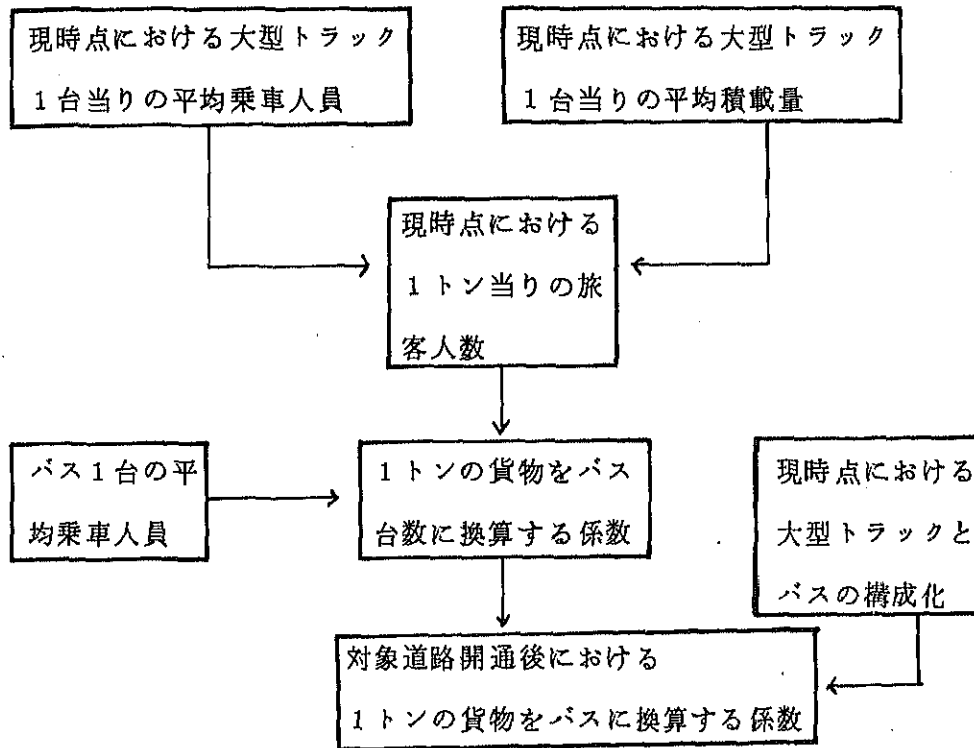 現時点における大型トラック
1台当りの平均乗車人員
現時点における大型トラック
1台当りの平均積載量
現時点における
1トン当りの旅
客人数
バス1台の平
均乗車人員
1トンの貨物をバス
台数に換算する係数
現時点における
大型トラックと
バスの構成化
対象道路開通後における
1トンの貨物をバスに換算する係数